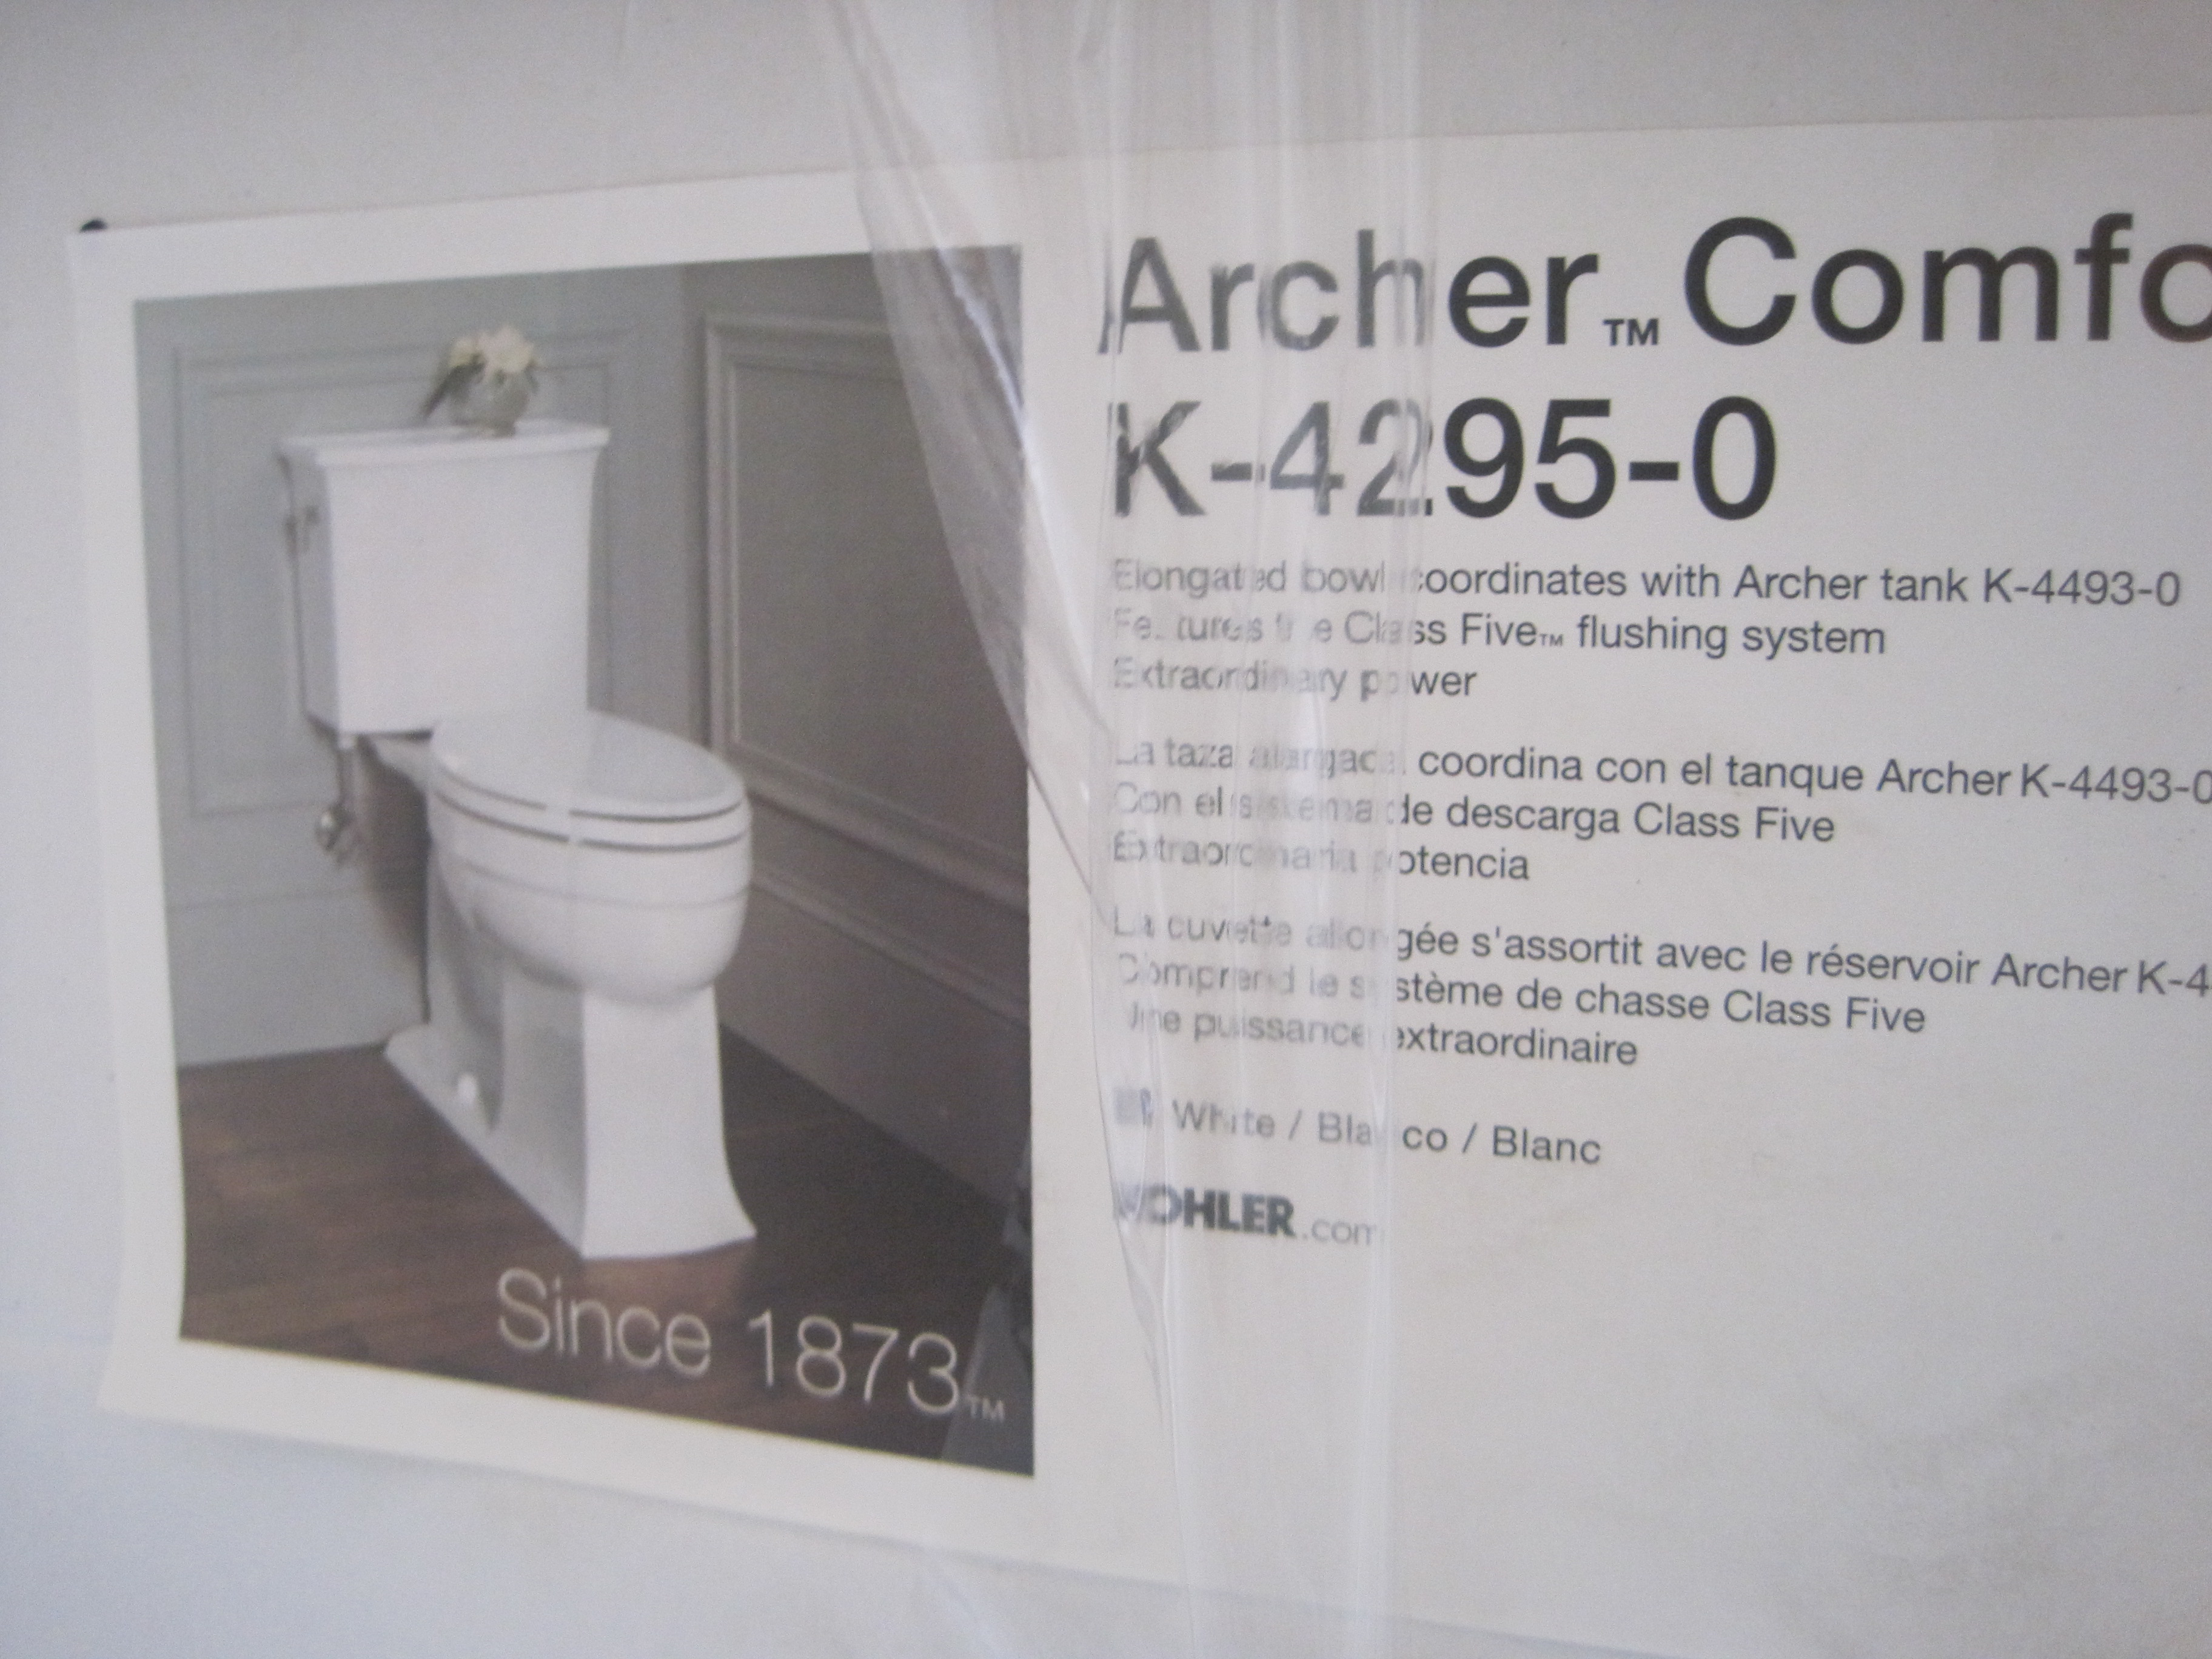 Archer™ Comfo
K-4295-0
Elongated bowl coordinates with Archer tank K-4493-0
Features the Class Five™ flushing system
Extraordinary power
La taza alargada coordina con el tanque Archer K-4493-0
Con el sistema de descarga Class Five
Extraordinaria potencia
La cuvette allongée s'assortit avec le réservoir Archer K-4
Comprend le système de chasse Class Five
Une puissance extraordinaire
White / Blanco / Blanc
KOHLER.com
Since 1873™